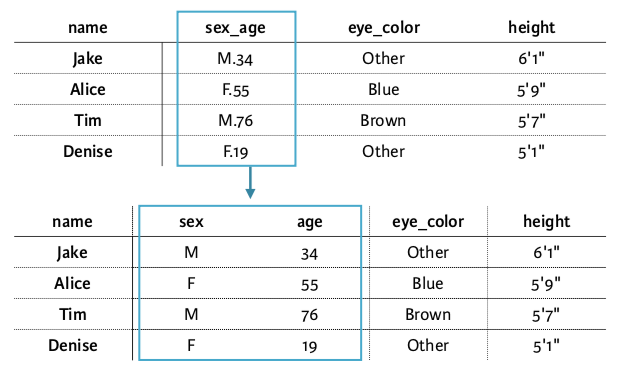 name sex_age eye_color height
Jake M.34 Other 6'1"
Alice F.55 Blue 5'9"
Tim M.76 Brown 5'7"
Denise F.19 Other 5'1"
name sex age eye_color height
Jake M 34 Other 6'1"
Alice F 55 Blue 5'9"
Tim M 76 Brown 5'7"
Denise F 19 Other 5'1"